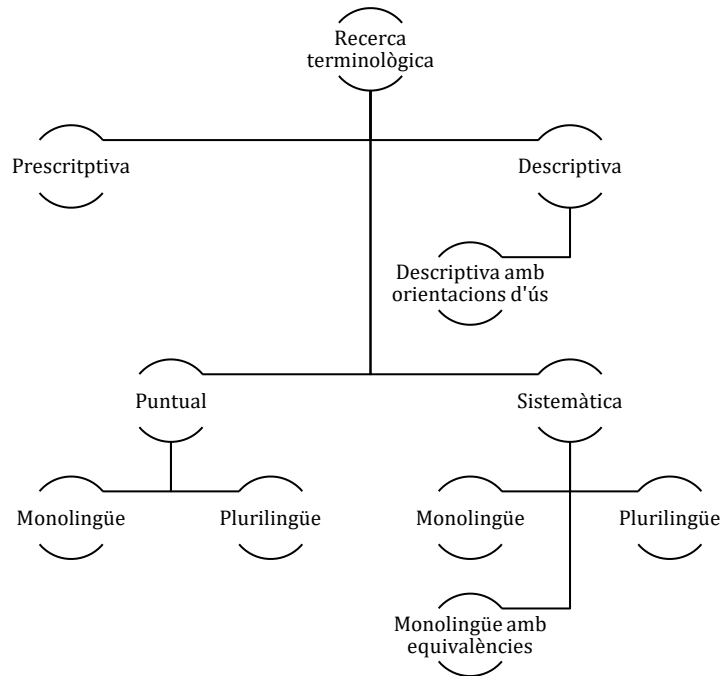 Recerca
terminològica
Prescritptiva
Descriptiva
Descriptiva amb
orientacions d'ús
Puntual
Sistemàtica
Monolingüe
Plurilingüe
Monolingüe
Plurilingüe
Monolingüe amb
equivalències